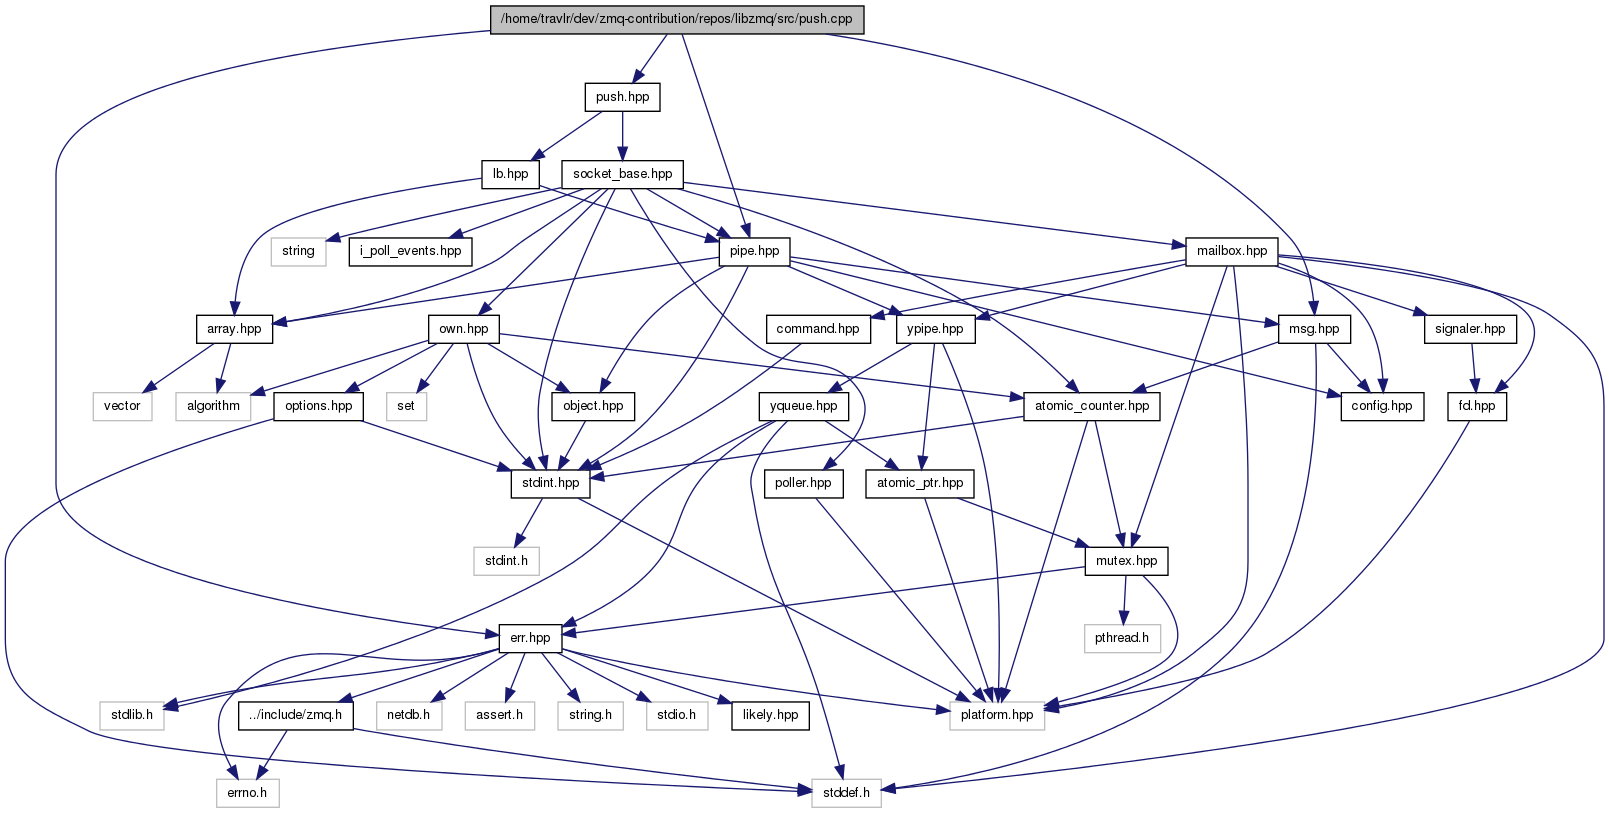 /home/travlr/dev/zmq-contribution/repos/libzmq/src/push.cpp
push.hpp
lb.hpp
socket_base.hpp
string
i_poll_events.hpp
pipe.hpp
mailbox.hpp
array.hpp
own.hpp
command.hpp
ypipe.hpp
msg.hpp
signaler.hpp
vector
algorithm
options.hpp
set
object.hpp
yqueue.hpp
atomic_counter.hpp
config.hpp
fd.hpp
stdint.hpp
poller.hpp
atomic_ptr.hpp
stdint.h
mutex.hpp
err.hpp
pthread.h
stdlib.h
../include/zmq.h
netdb.h
assert.h
string.h
stdio.h
likely.hpp
platform.hpp
errno.h
stddef.h